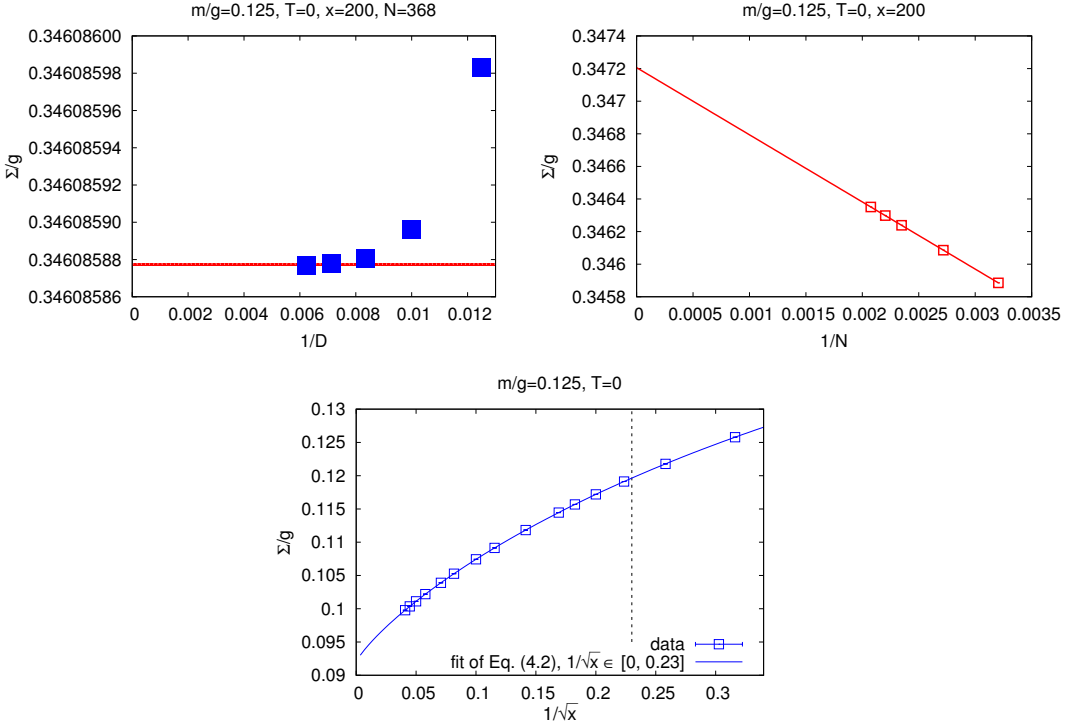 m/g=0.125, T=0, x=200, N=368
0.34608600
0.34608598
0.34608596
0.34608594
0.34608592
0.34608590
0.34608588
0.34608586
Σ/g
0 0.002 0.004 0.006 0.008 0.01 0.012
1/D
m/g=0.125, T=0, x=200
0.3474
0.3472
0.347
0.3468
0.3466
0.3464
0.3462
0.346
0.3458
Σ/g
0 0.0005 0.001 0.0015 0.002 0.0025 0.003 0.0035
1/N
m/g=0.125, T=0
0.13
0.125
0.12
0.115
0.11
0.105
0.1
0.095
0.09
Σ/g
data
fit of Eq. (4.2), 1/√x ∈ [0, 0.23]
0 0.05 0.1 0.15 0.2 0.25 0.3
1/√x